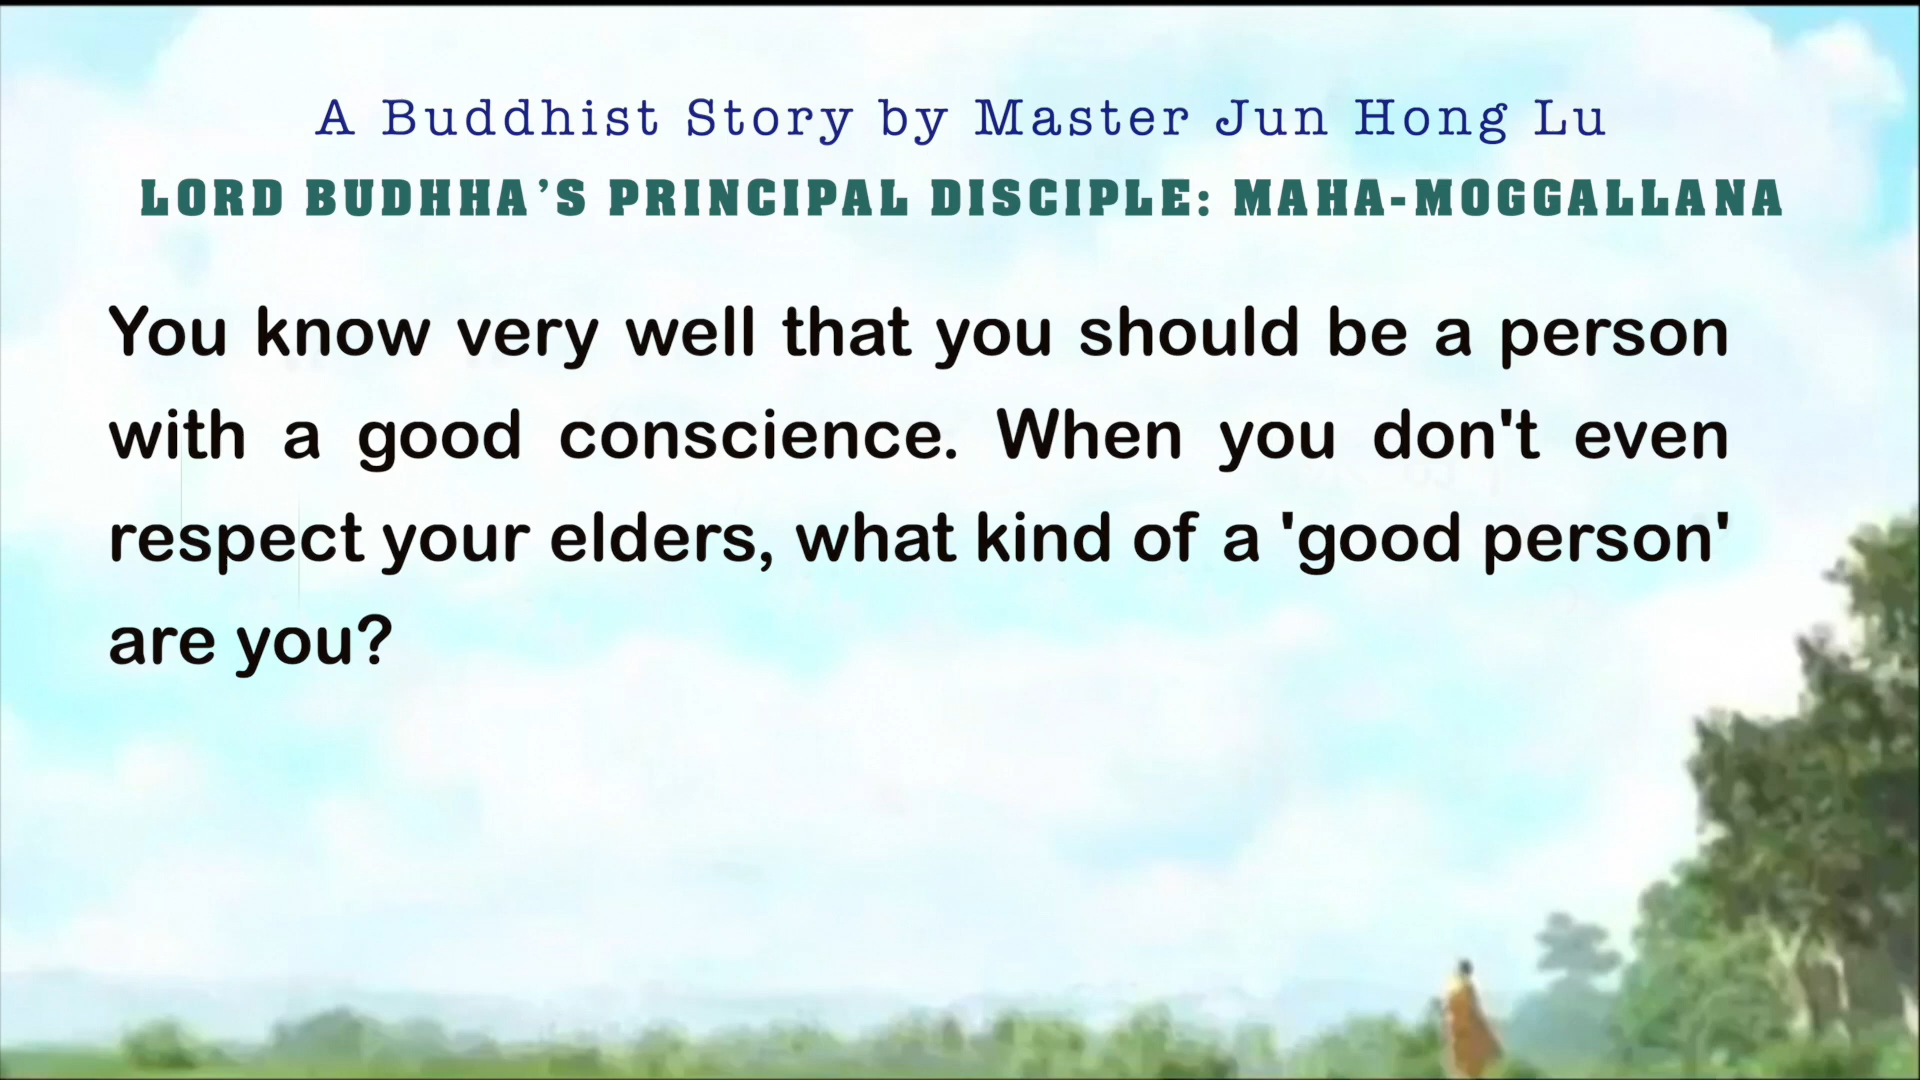 A Buddhist Story by Master Jun Hong Lu
LORD BUDHHA’S PRINCIPAL DISCIPLE: MAHA-MOGGALLANA
You know very well that you should be a person
with a good conscience. When you don't even
respect your elders, what kind of a 'good person'
are you?